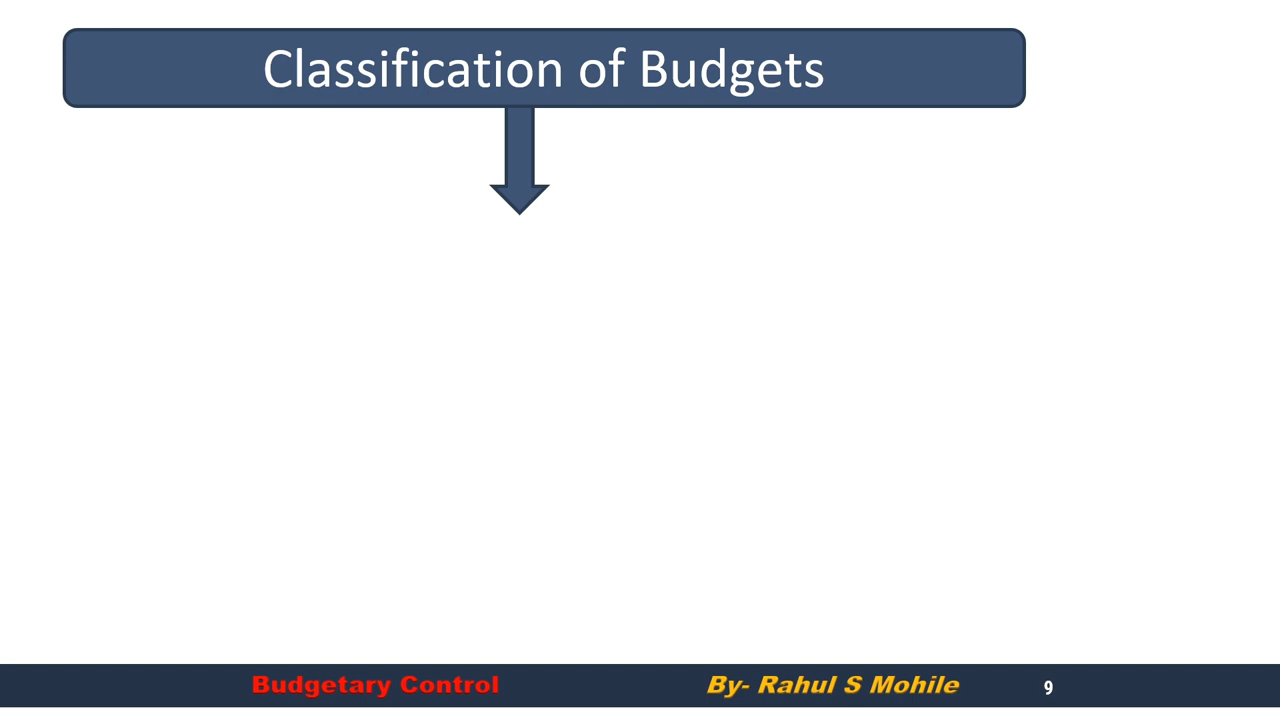 Classification of Budgets
Budgetary Control
By- Rahul S Mohile
9